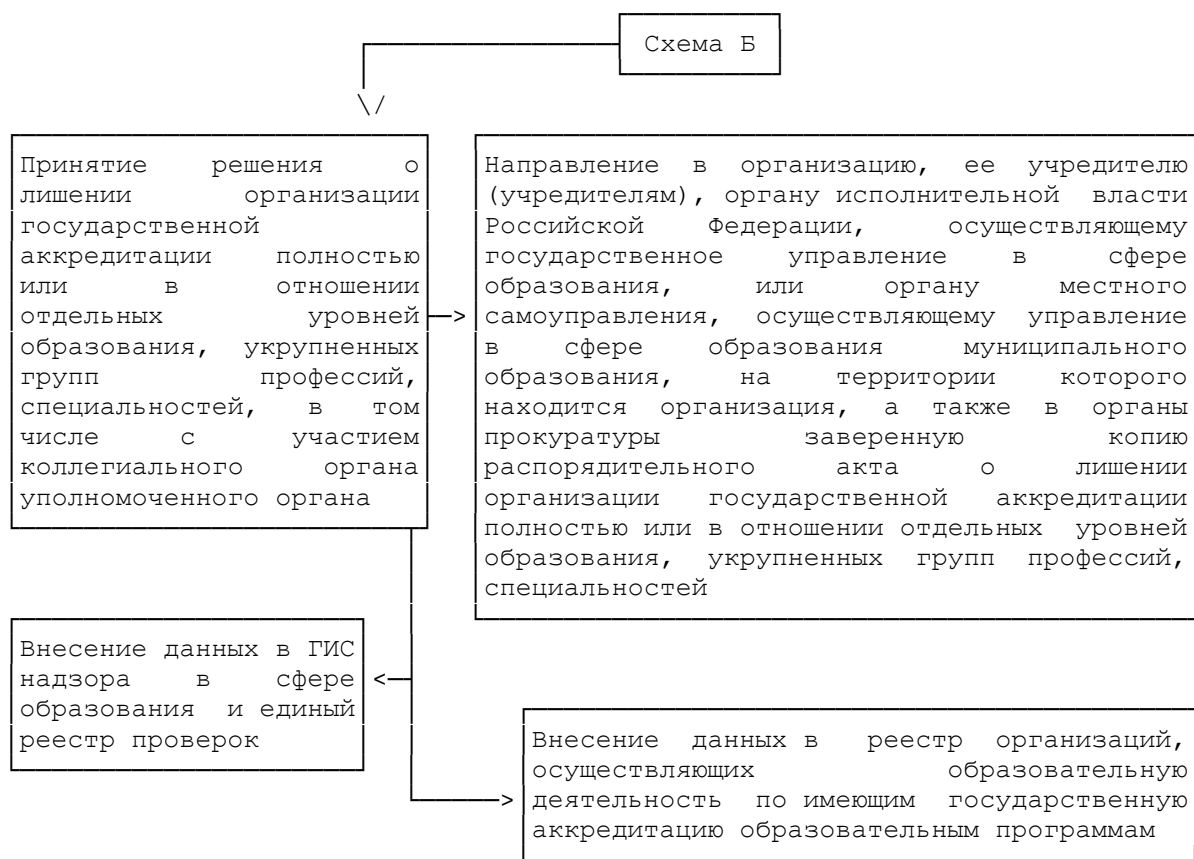 Схема Б
Принятие решения о
лишении организации
государственной
аккредитации полностью
или в отношении
отдельных уровней
образования, укрупненных
групп профессий,
специальностей, в том
числе с участием
коллегиального органа
уполномоченного органа
Направление в организацию, ее учредителю
(учредителям), органу исполнительной власти
Российской Федерации, осуществляющему
государственное управление в сфере
образования, или органу местного
самоуправления, осуществляющему управление
в сфере образования муниципального
образования, на территории которого
находится организация, а также в органы
прокуратуры заверенную копию
распорядительного акта о лишении
организации государственной аккредитации
полностью или в отношении отдельных уровней
образования, укрупненных групп профессий,
специальностей
Внесение данных в ГИС
надзора в сфере
образования и единый
реестр проверок
Внесение данных в реестр организаций,
осуществляющих образовательную
деятельность по имеющим государственную
аккредитацию образовательным программам